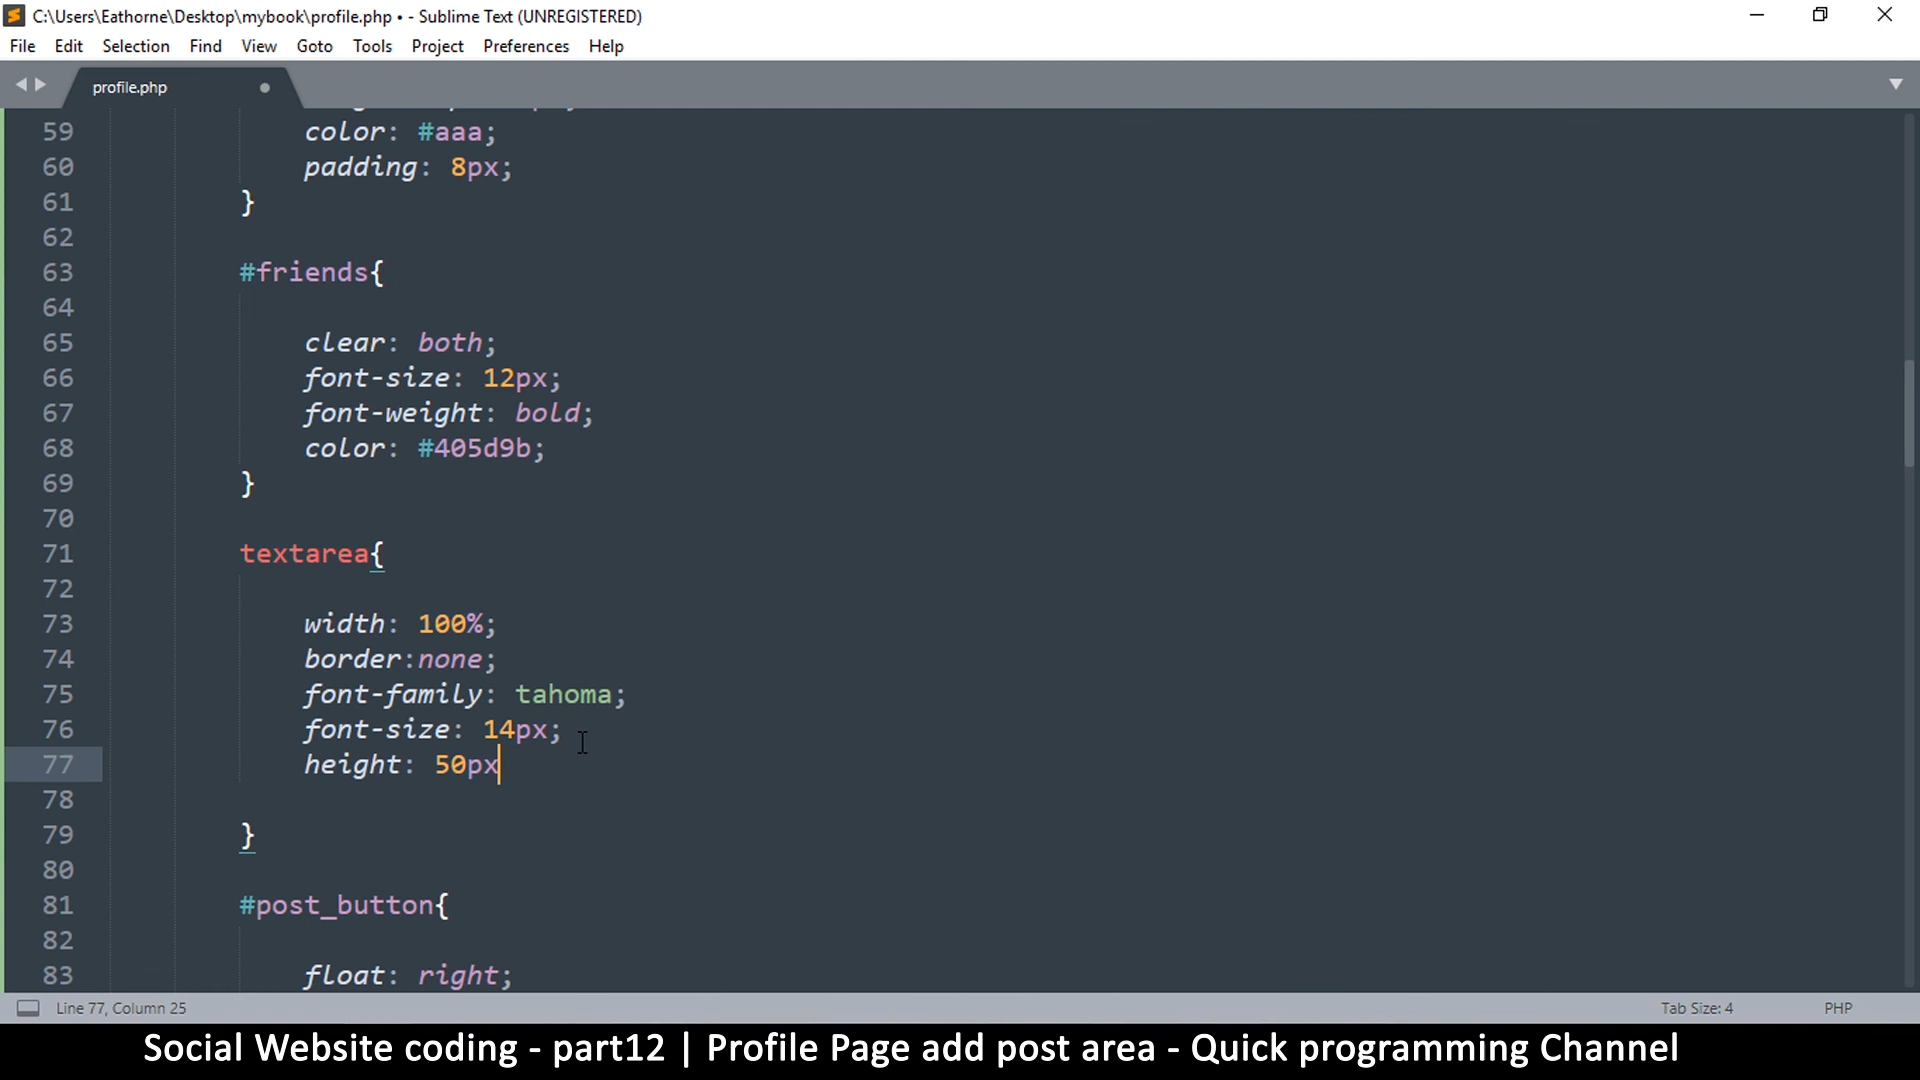 C:\Users\Eathorne\Desktop\mybook\profile.php • - Sublime Text (UNREGISTERED)
File Edit Selection Find View Goto Tools Project Preferences Help
profile.php
59 color: #aaa;
60 padding: 8px;
61 }
62
63 #friends{
64
65 clear: both;
66 font-size: 12px;
67 font-weight: bold;
68 color: #405d9b;
69 }
70
71 textarea{
72
73 width: 100%;
74 border:none;
75 font-family: tahoma;
76 font-size: 14px;
77 height: 50px
78
79 }
80
81 #post_button{
82
83 float: right;
Line 77, Column 25 Tab Size: 4 PHP
Social Website coding - part12 | Profile Page add post area - Quick programming Channel